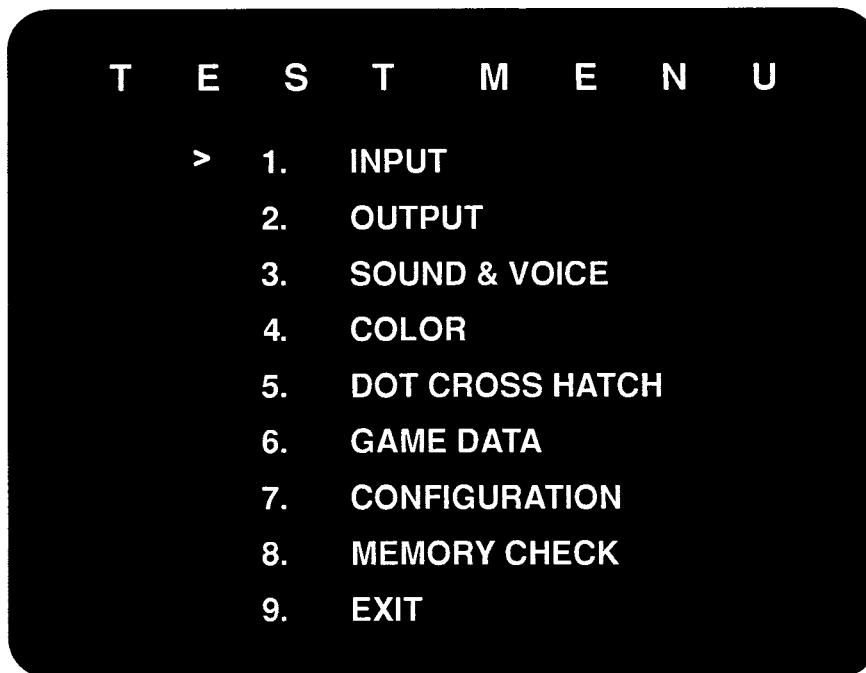 T E S T M E N U
> 1. INPUT
2. OUTPUT
3. SOUND & VOICE
4. COLOR
5. DOT CROSS HATCH
6. GAME DATA
7. CONFIGURATION
8. MEMORY CHECK
9. EXIT